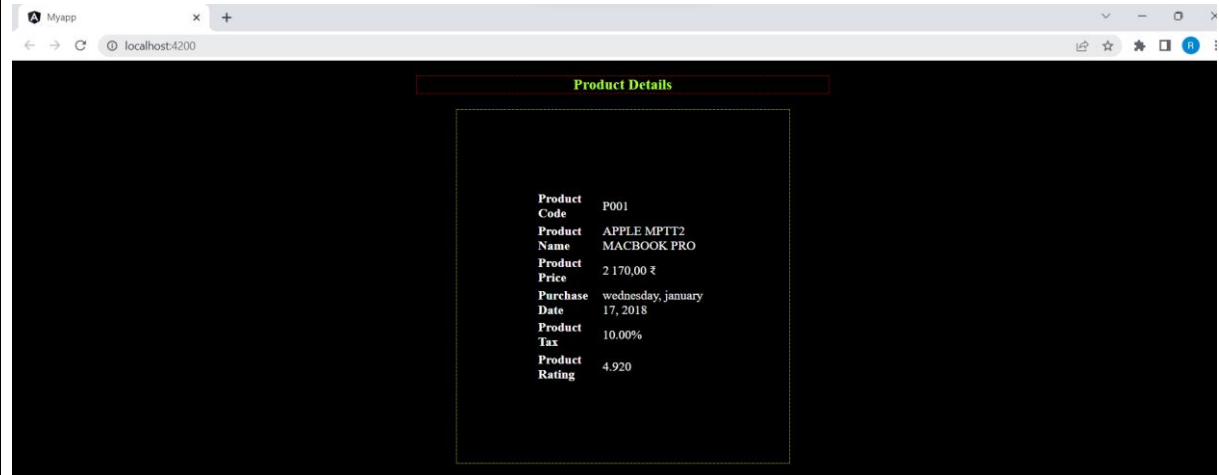 Myapp
localhost:4200
R
Product Details
Product Code P001
Product Name APPLE MPTT2 MACBOOK PRO
Product Price 2 170,00 ₹
Purchase Date wednesday, january 17, 2018
Product Tax 10.00%
Product Rating 4.920